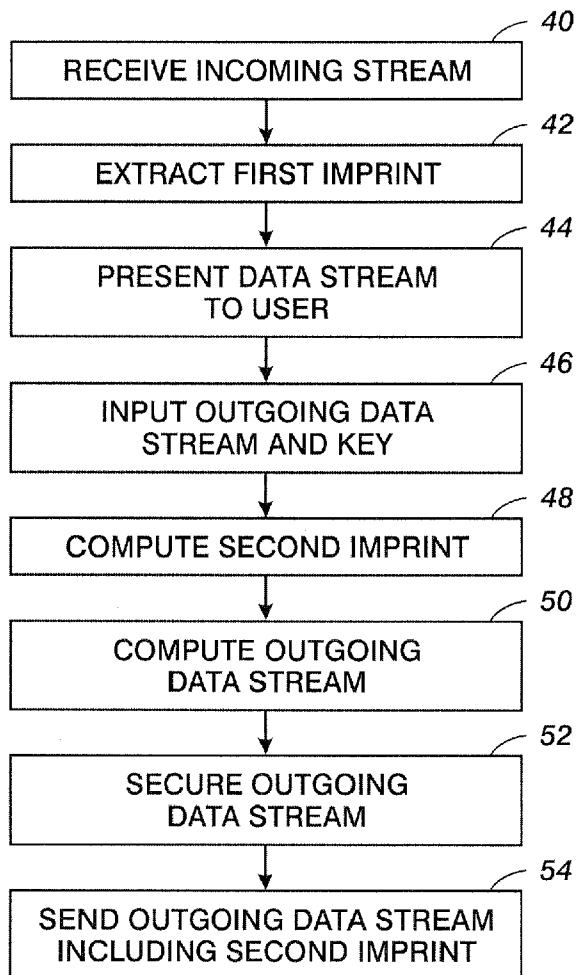 40
RECEIVE INCOMING STREAM
42
EXTRACT FIRST IMPRINT
44
PRESENT DATA STREAM
TO USER
46
INPUT OUTGOING DATA
STREAM AND KEY
48
COMPUTE SECOND IMPRINT
50
COMPUTE OUTGOING
DATA STREAM
52
SECURE OUTGOING
DATA STREAM
54
SEND OUTGOING DATA STREAM
INCLUDING SECOND IMPRINT